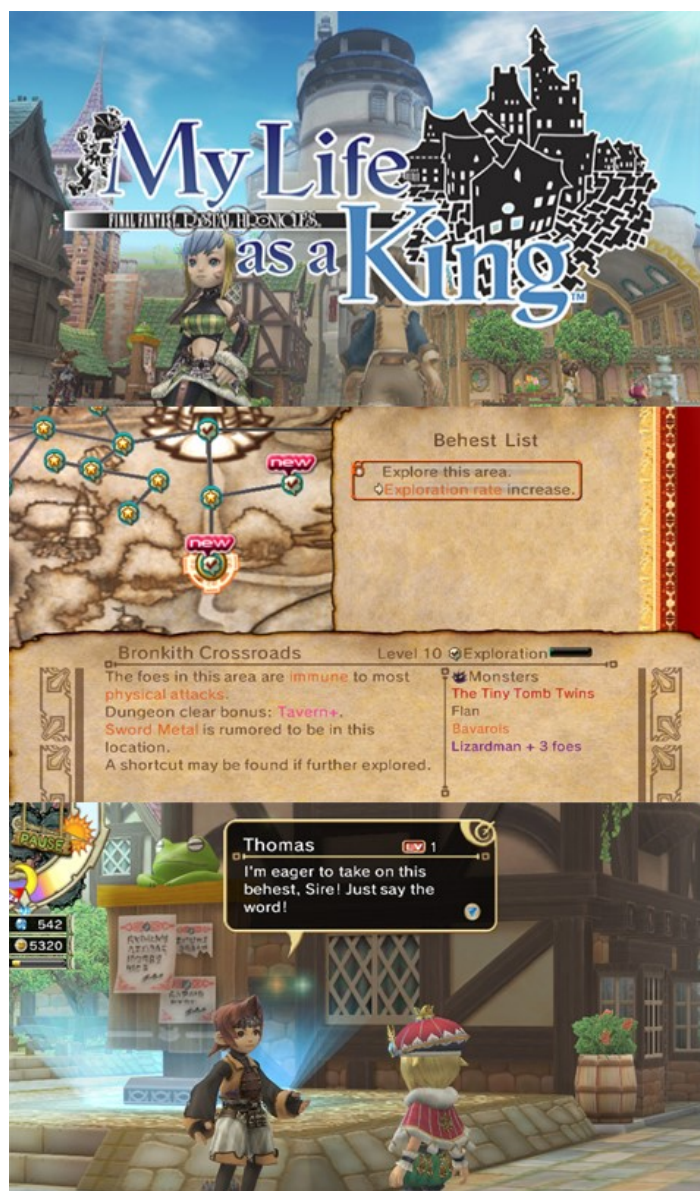 My Life
FINAL FANTASY CRYSTAL CHRONICLES
as a King™
new
new
Behest List
Explore this area.
Exploration rate increase.
Bronkith Crossroads
Level 10 Exploration
The foes in this area are immune to most
physical attacks.
Dungeon clear bonus: Tavern+.
Sword Metal is rumored to be in this
location.
A shortcut may be found if further explored.
Monsters
The Tiny Tomb Twins
Flan
Bavarois
Lizardman + 3 foes
PAUSE
542
5320
Thomas
LV 1
I'm eager to take on this
behest, Sire! Just say the
word!